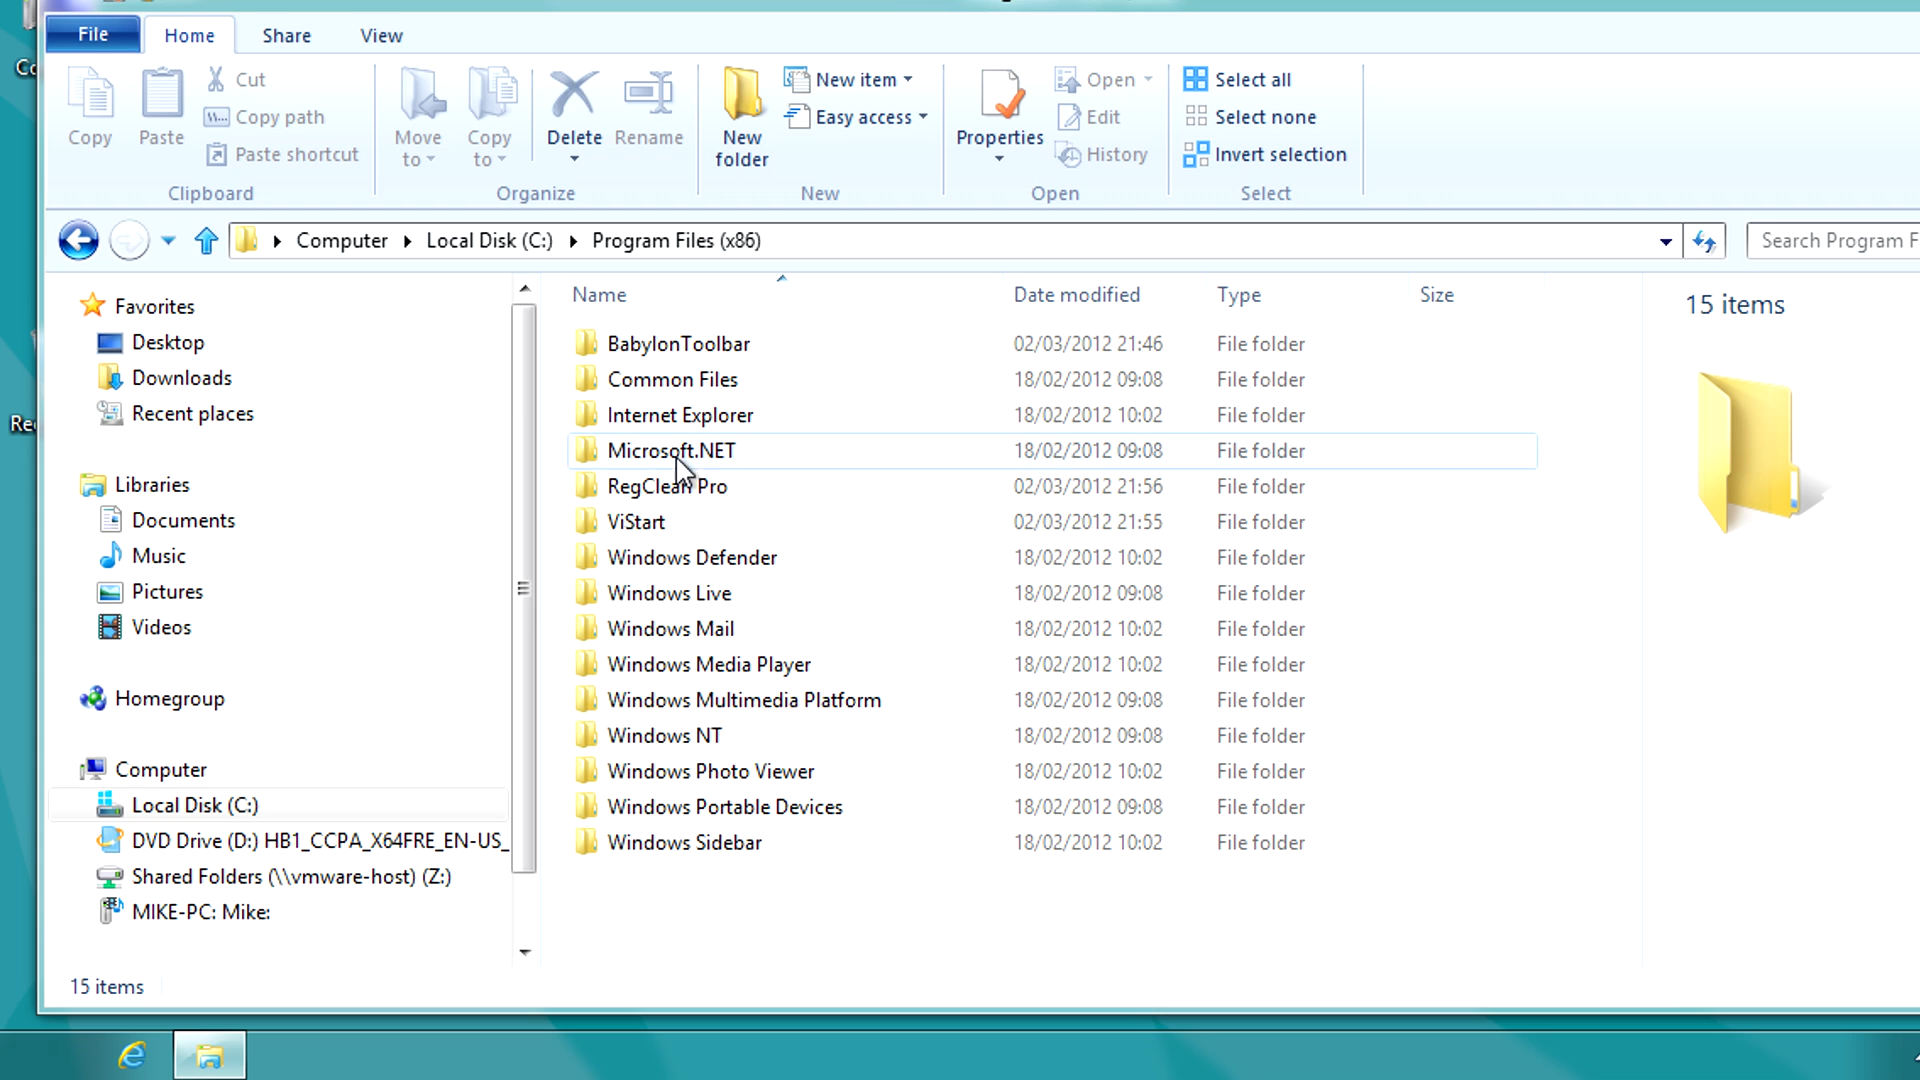 File Home Share View
Copy
Paste
Cut
Copy path
Paste shortcut
Clipboard
Move to
Copy to
Delete
Rename
Organize
New folder
New item
Easy access
New
Properties
Open
Edit
History
Open
Select all
Select none
Invert selection
Select
Computer Local Disk (C:) Program Files (x86)
Search Program F
Favorites
Desktop
Downloads
Recent places
Libraries
Documents
Music
Pictures
Videos
Homegroup
Computer
Local Disk (C:)
DVD Drive (D:) HB1_CCPA_X64FRE_EN-US_
Shared Folders (\\vmware-host) (Z:)
MIKE-PC: Mike:
Name Date modified Type Size
BabylonToolbar 02/03/2012 21:46 File folder
Common Files 18/02/2012 09:08 File folder
Internet Explorer 18/02/2012 10:02 File folder
Microsoft.NET 18/02/2012 09:08 File folder
RegClean Pro 02/03/2012 21:56 File folder
ViStart 02/03/2012 21:55 File folder
Windows Defender 18/02/2012 10:02 File folder
Windows Live 18/02/2012 09:08 File folder
Windows Mail 18/02/2012 10:02 File folder
Windows Media Player 18/02/2012 10:02 File folder
Windows Multimedia Platform 18/02/2012 09:08 File folder
Windows NT 18/02/2012 09:08 File folder
Windows Photo Viewer 18/02/2012 10:02 File folder
Windows Portable Devices 18/02/2012 09:08 File folder
Windows Sidebar 18/02/2012 10:02 File folder
15 items
15 items